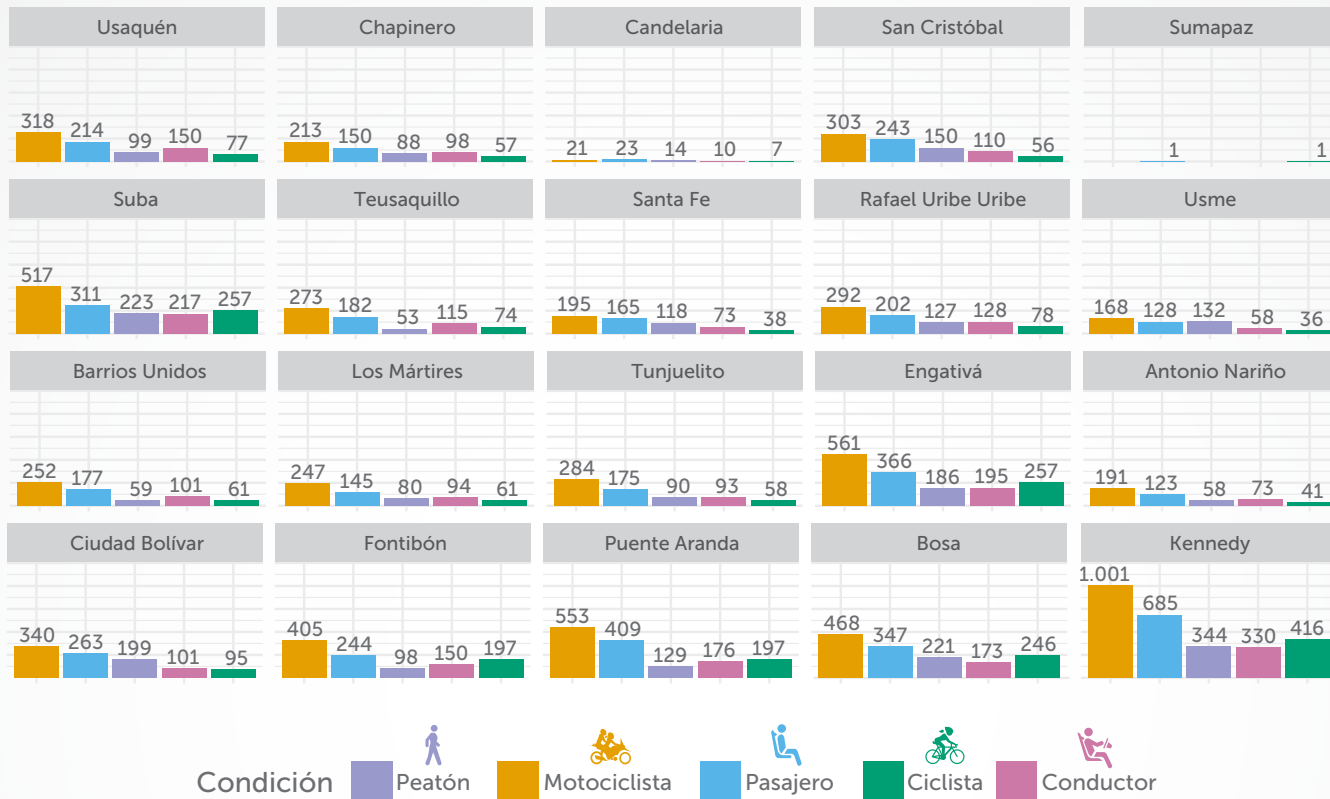 Usaquén Chapinero Candelaria San Cristóbal Sumapaz
318 214 99 150 77 213 150 88 98 57 21 23 14 10 7 303 243 150 110 56 1 1
Suba Teusaquillo Santa Fe Rafael Uribe Uribe Usme
517 311 223 217 257 273 182 53 115 74 195 165 118 73 38 292 202 127 128 78 168 128 132 58 36
Barrios Unidos Los Mártires Tunjuelito Engativá Antonio Nariño
252 177 59 101 61 247 145 80 94 61 284 175 90 93 58 561 366 186 195 257 191 123 58 73 41
Ciudad Bolívar Fontibón Puente Aranda Bosa Kennedy
340 263 199 101 95 405 244 98 150 197 553 409 129 176 197 468 347 221 173 246 1.001 685 344 330 416
Condición Peatón Motociclista Pasajero Ciclista Conductor